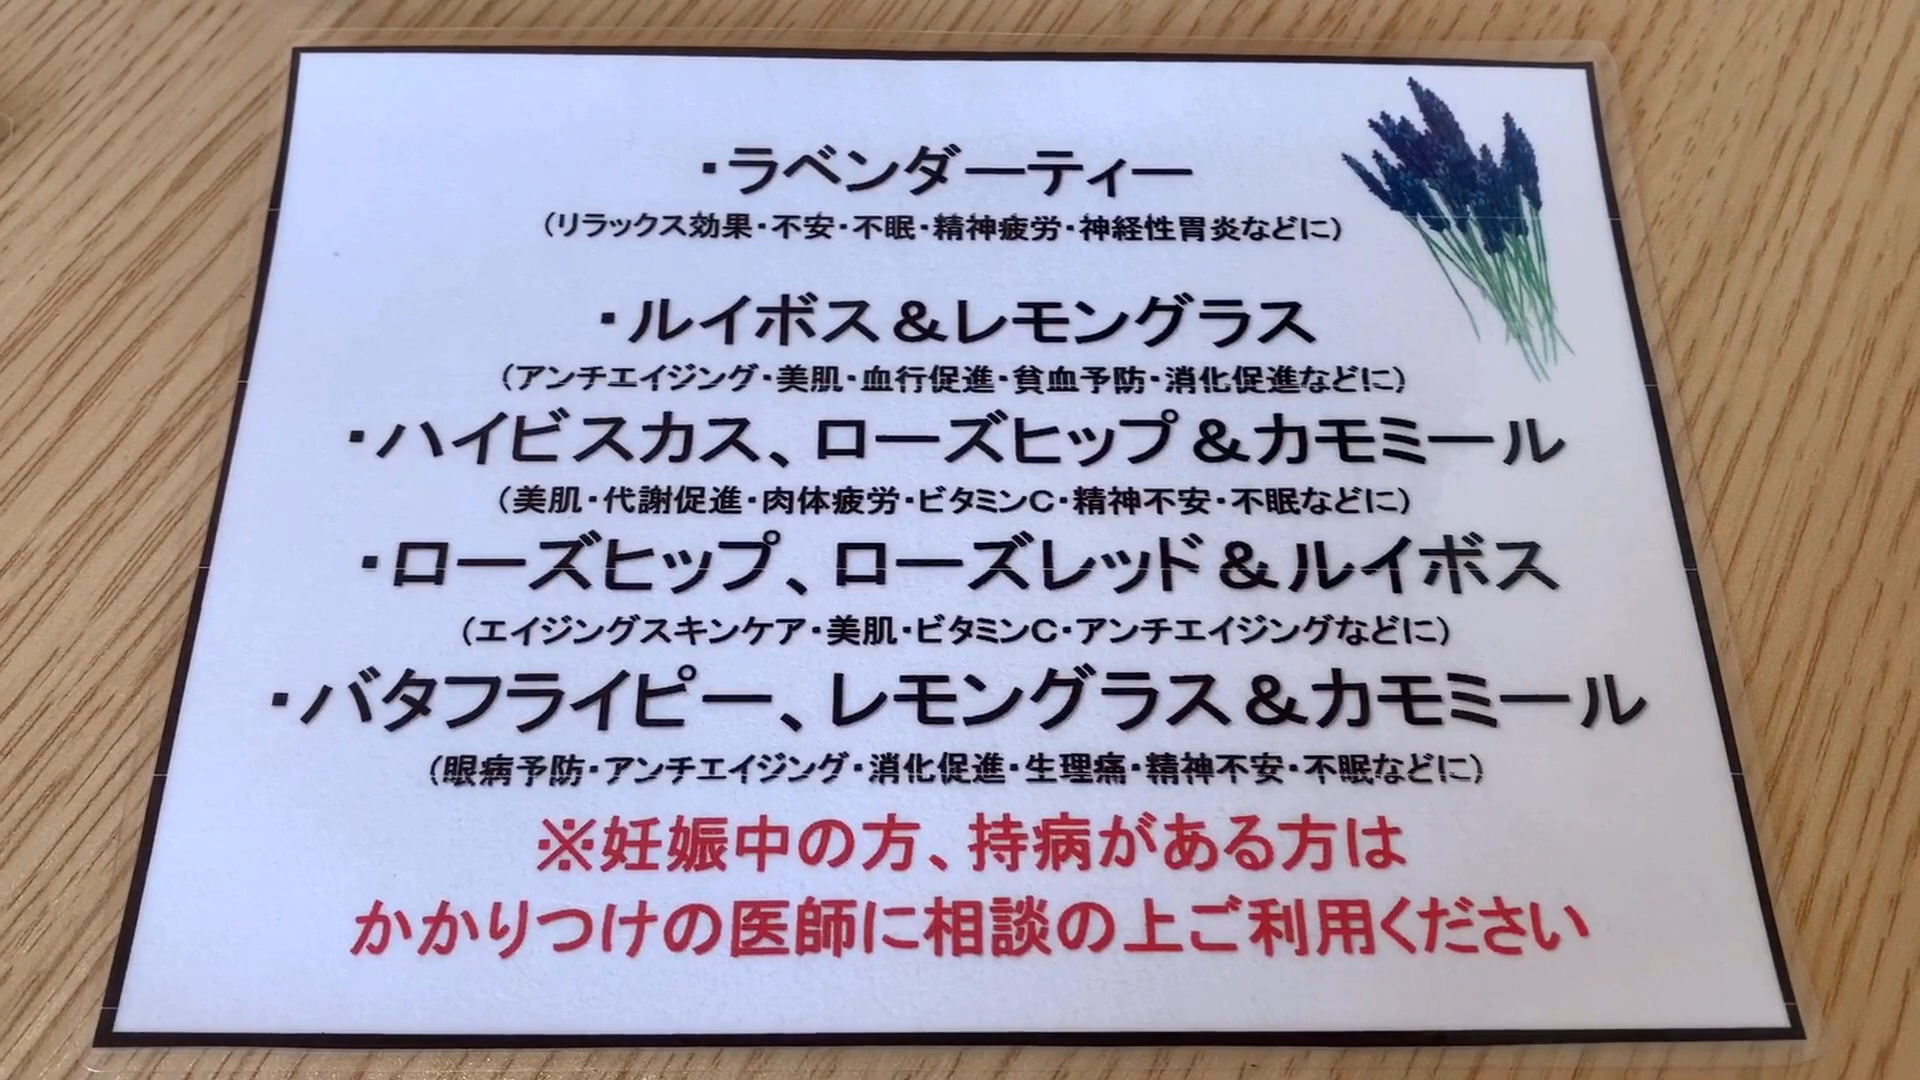 ・ラベンダーティー
（リラックス効果・不安・不眠・精神疲労・神経性胃炎などに）
・ルイボス＆レモングラス
（アンチエイジング・美肌・血行促進・貧血予防・消化促進などに）
・ハイビスカス、ローズヒップ＆カモミール
（美肌・代謝促進・肉体疲労・ビタミンC・精神不安・不眠などに）
・ローズヒップ、ローズレッド＆ルイボス
（エイジングスキンケア・美肌・ビタミンC・アンチエイジングなどに）
・バタフライピー、レモングラス＆カモミール
（眼病予防・アンチエイジング・消化促進・生理痛・精神不安・不眠などに）
※妊娠中の方、持病がある方は
かかりつけの医師に相談の上ご利用ください